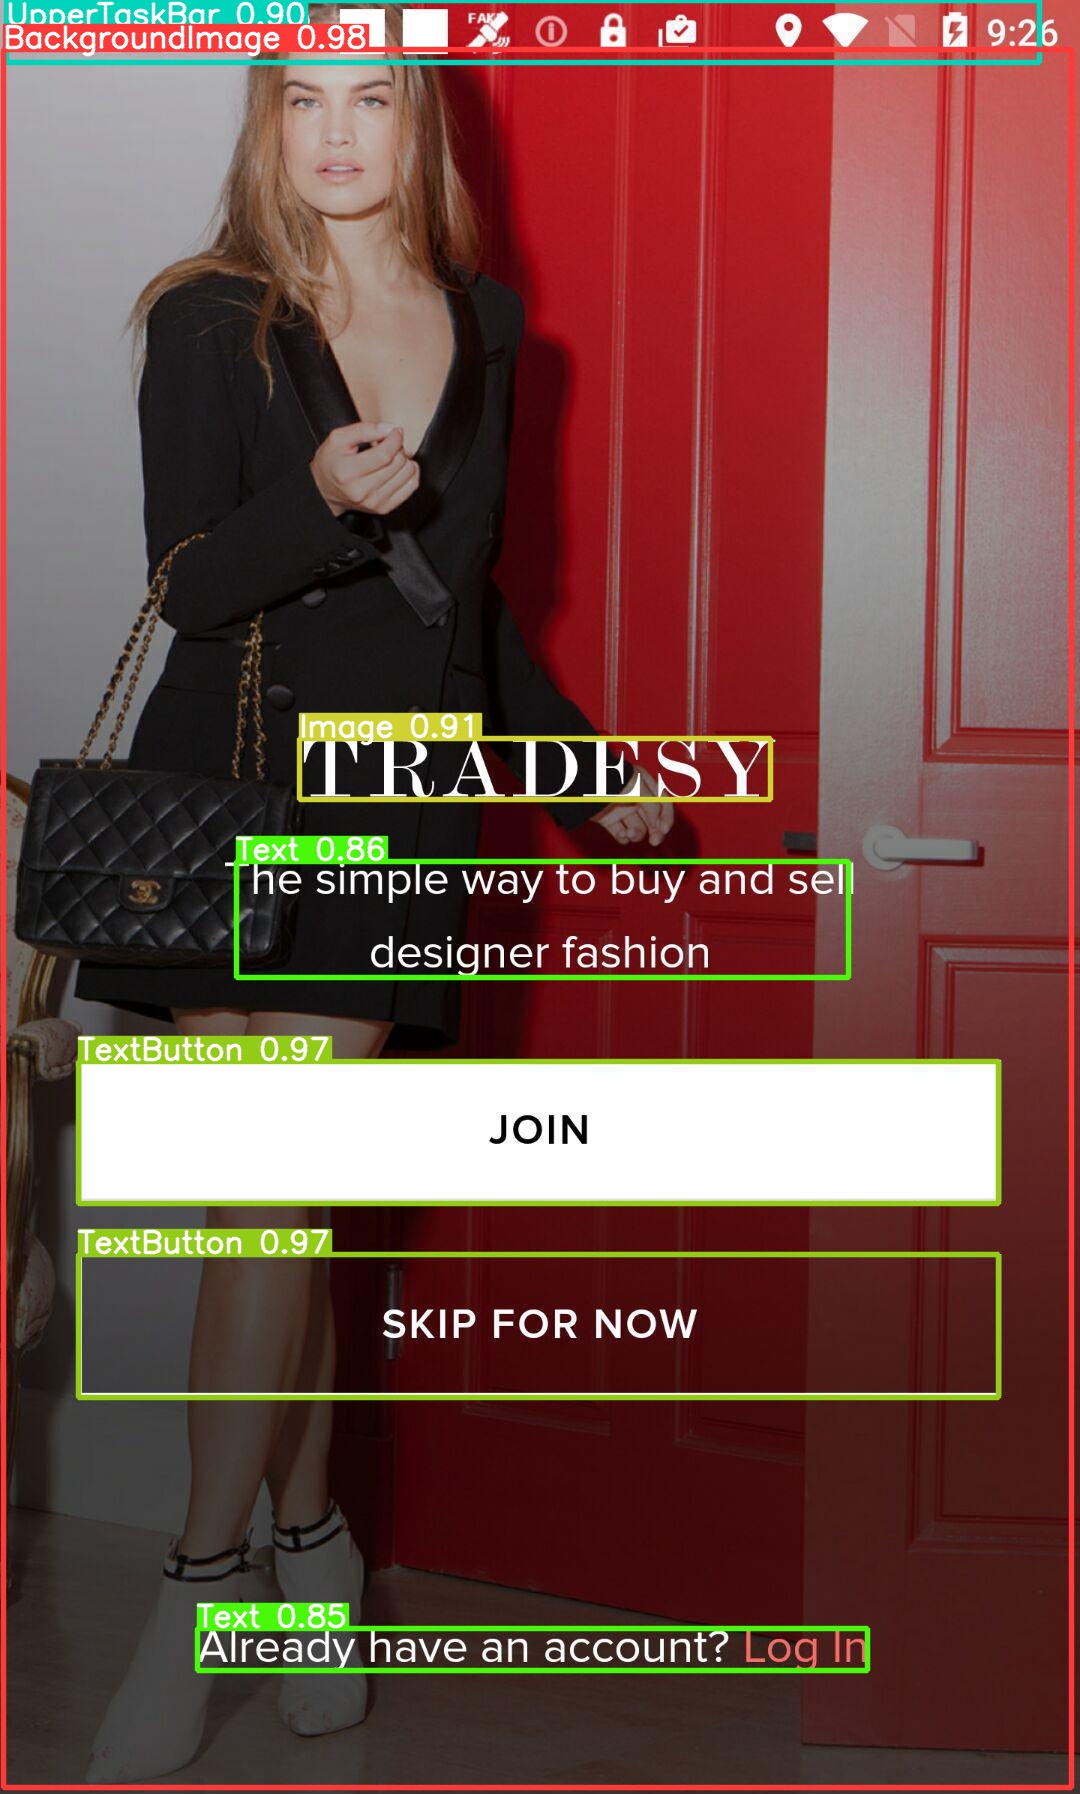 UpperTaskBar 0.90
BackgroundImage 0.98
FAKE
9:26
Image 0.91
TRADESY
Text 0.86
The simple way to buy and sell
designer fashion
TextButton 0.97
JOIN
TextButton 0.97
SKIP FOR NOW
Text 0.85
Already have an account? Log In